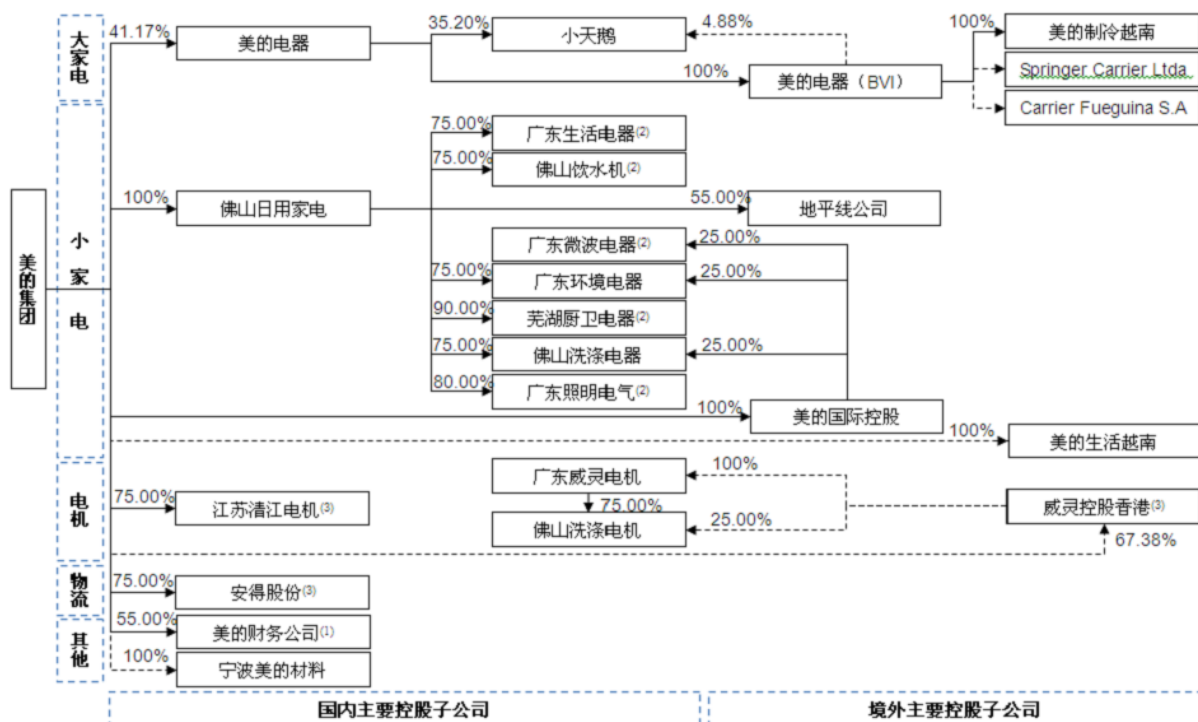 大家电
41.17%
美的电器
35.20%
小天鹅
4.88%
100%
美的制冷越南
100%
美的电器（BVI）
Springer Carrier Ltda
Carrier Fueguina S.A
美的集团
小家电
75.00%
广东生活电器(2)
75.00%
佛山饮水机(2)
100%
佛山日用家电
55.00%
地平线公司
广东微波电器(2)
25.00%
75.00%
广东环境电器
25.00%
90.00%
芜湖厨卫电器(2)
75.00%
佛山洗涤电器
25.00%
80.00%
广东照明电气(2)
100%
美的国际控股
100%
美的生活越南
电机
75.00%
江苏清江电机(3)
广东威灵电机
100%
75.00%
佛山洗涤电机
25.00%
威灵控股香港(3)
67.38%
物流
75.00%
安得股份(3)
其他
55.00%
美的财务公司(1)
100%
宁波美的材料
国内主要控股子公司
境外主要控股子公司